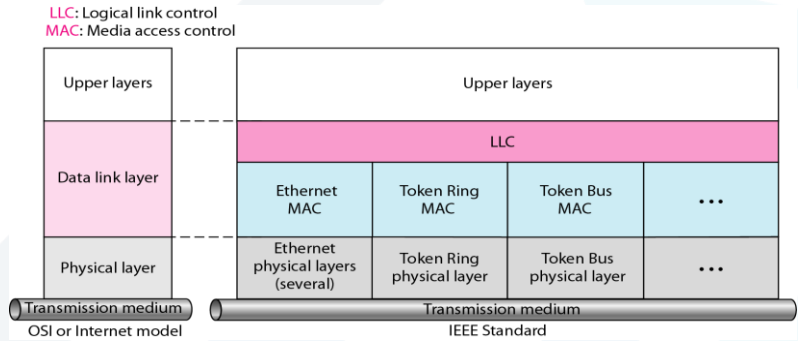 LLC: Logical link control
MAC: Media access control
Upper layers
Upper layers
LLC
Data link layer
Ethernet
MAC
Token Ring
MAC
Token Bus
MAC
...
Physical layer
Ethernet
physical layers
(several)
Token Ring
physical layer
Token Bus
physical layer
...
Transmission medium
Transmission medium
OSI or Internet model
IEEE Standard